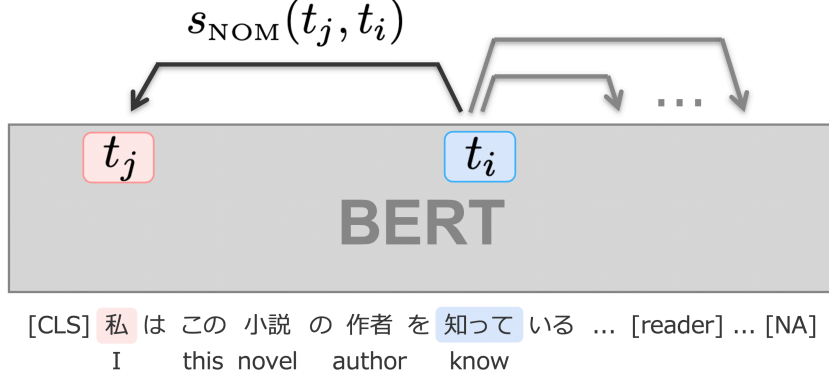 s_NOM(t_j, t_i)
...
t_j t_i
BERT
[CLS] 私 は この 小説 の 作者 を 知って いる ... [reader] ... [NA]
I this novel author know